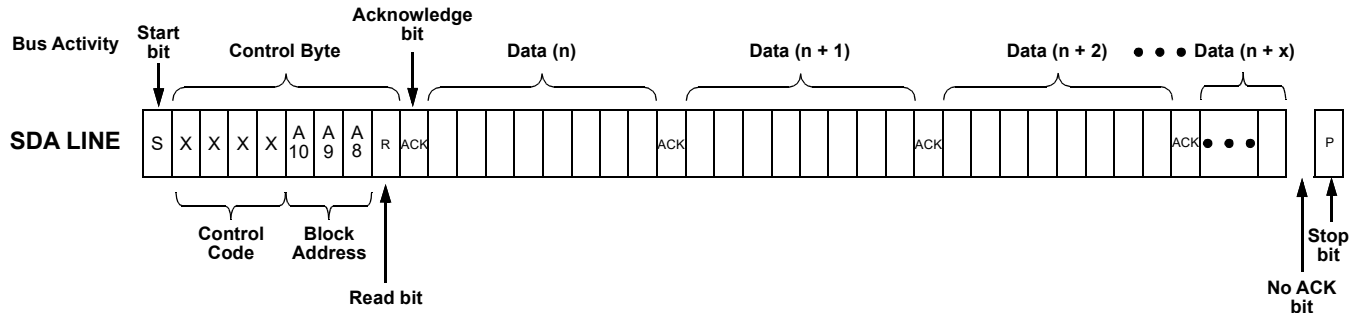 Bus Activity
Start
bit
Control Byte
Acknowledge
bit
Data (n)
Data (n + 1)
Data (n + 2)
• • •
Data (n + x)
SDA LINE
S
X
X
X
X
A
10
A
9
A
8
R
ACK
ACK
ACK
ACK
• • •
P
Control
Code
Block
Address
Read bit
No ACK
bit
Stop
bit